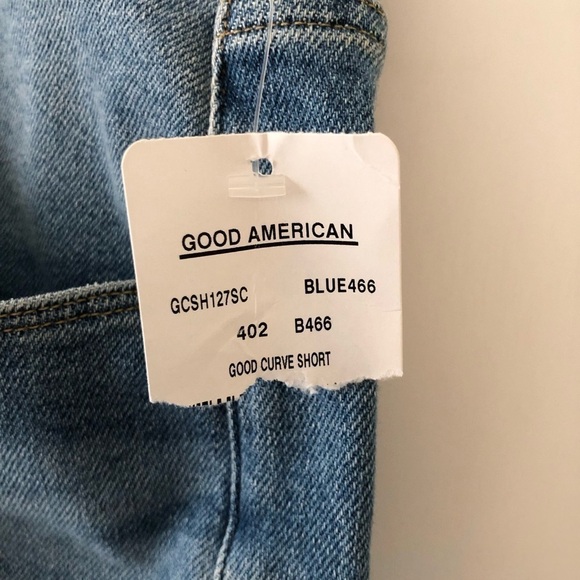 GOOD AMERICAN
GCSH127SC BLUE466
402 B466
GOOD CURVE SHORT